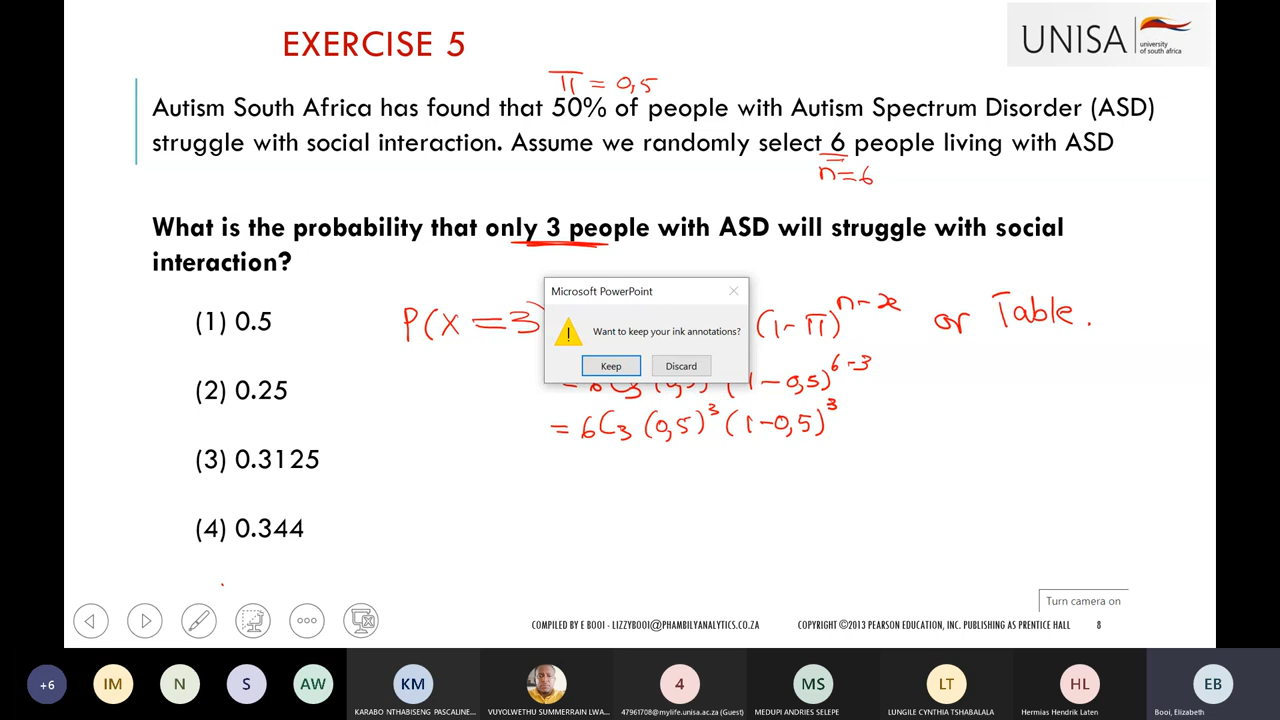 EXERCISE 5
UNISA
university of south africa
π = 0,5
Autism South Africa has found that 50% of people with Autism Spectrum Disorder (ASD)
struggle with social interaction. Assume we randomly select 6 people living with ASD
n=6
What is the probability that only 3 people with ASD will struggle with social
interaction?
Microsoft PowerPoint
Want to keep your ink annotations?
Keep
Discard
(1) 0.5
P(X = 3)
(1-π)^n-x or Table.
(2) 0.25
(1-0,5)^6-3
= 6C3 (0,5)^3 (1-0,5)^3
(3) 0.3125
(4) 0.344
Turn camera on
COMPILED BY E BOOI - LIZZYBOOI@PHAMBILYANALYTICS.CO.ZA
COPYRIGHT ©2013 PEARSON EDUCATION, INC. PUBLISHING AS PRENTICE HALL
8
+6
IM
N
S
AW
KM
4
MS
LT
HL
EB
KARABO NTHABISENG PASCALINE...
VUYOLWETHU SUMMERRAIN LWA...
47961708@mylife.unisa.ac.za (Guest)
MEDUPI ANDRIES SELEPE
LUNGILE CYNTHIA TSHABALALA
Hermias Hendrik Laten
Booi, Elizabeth